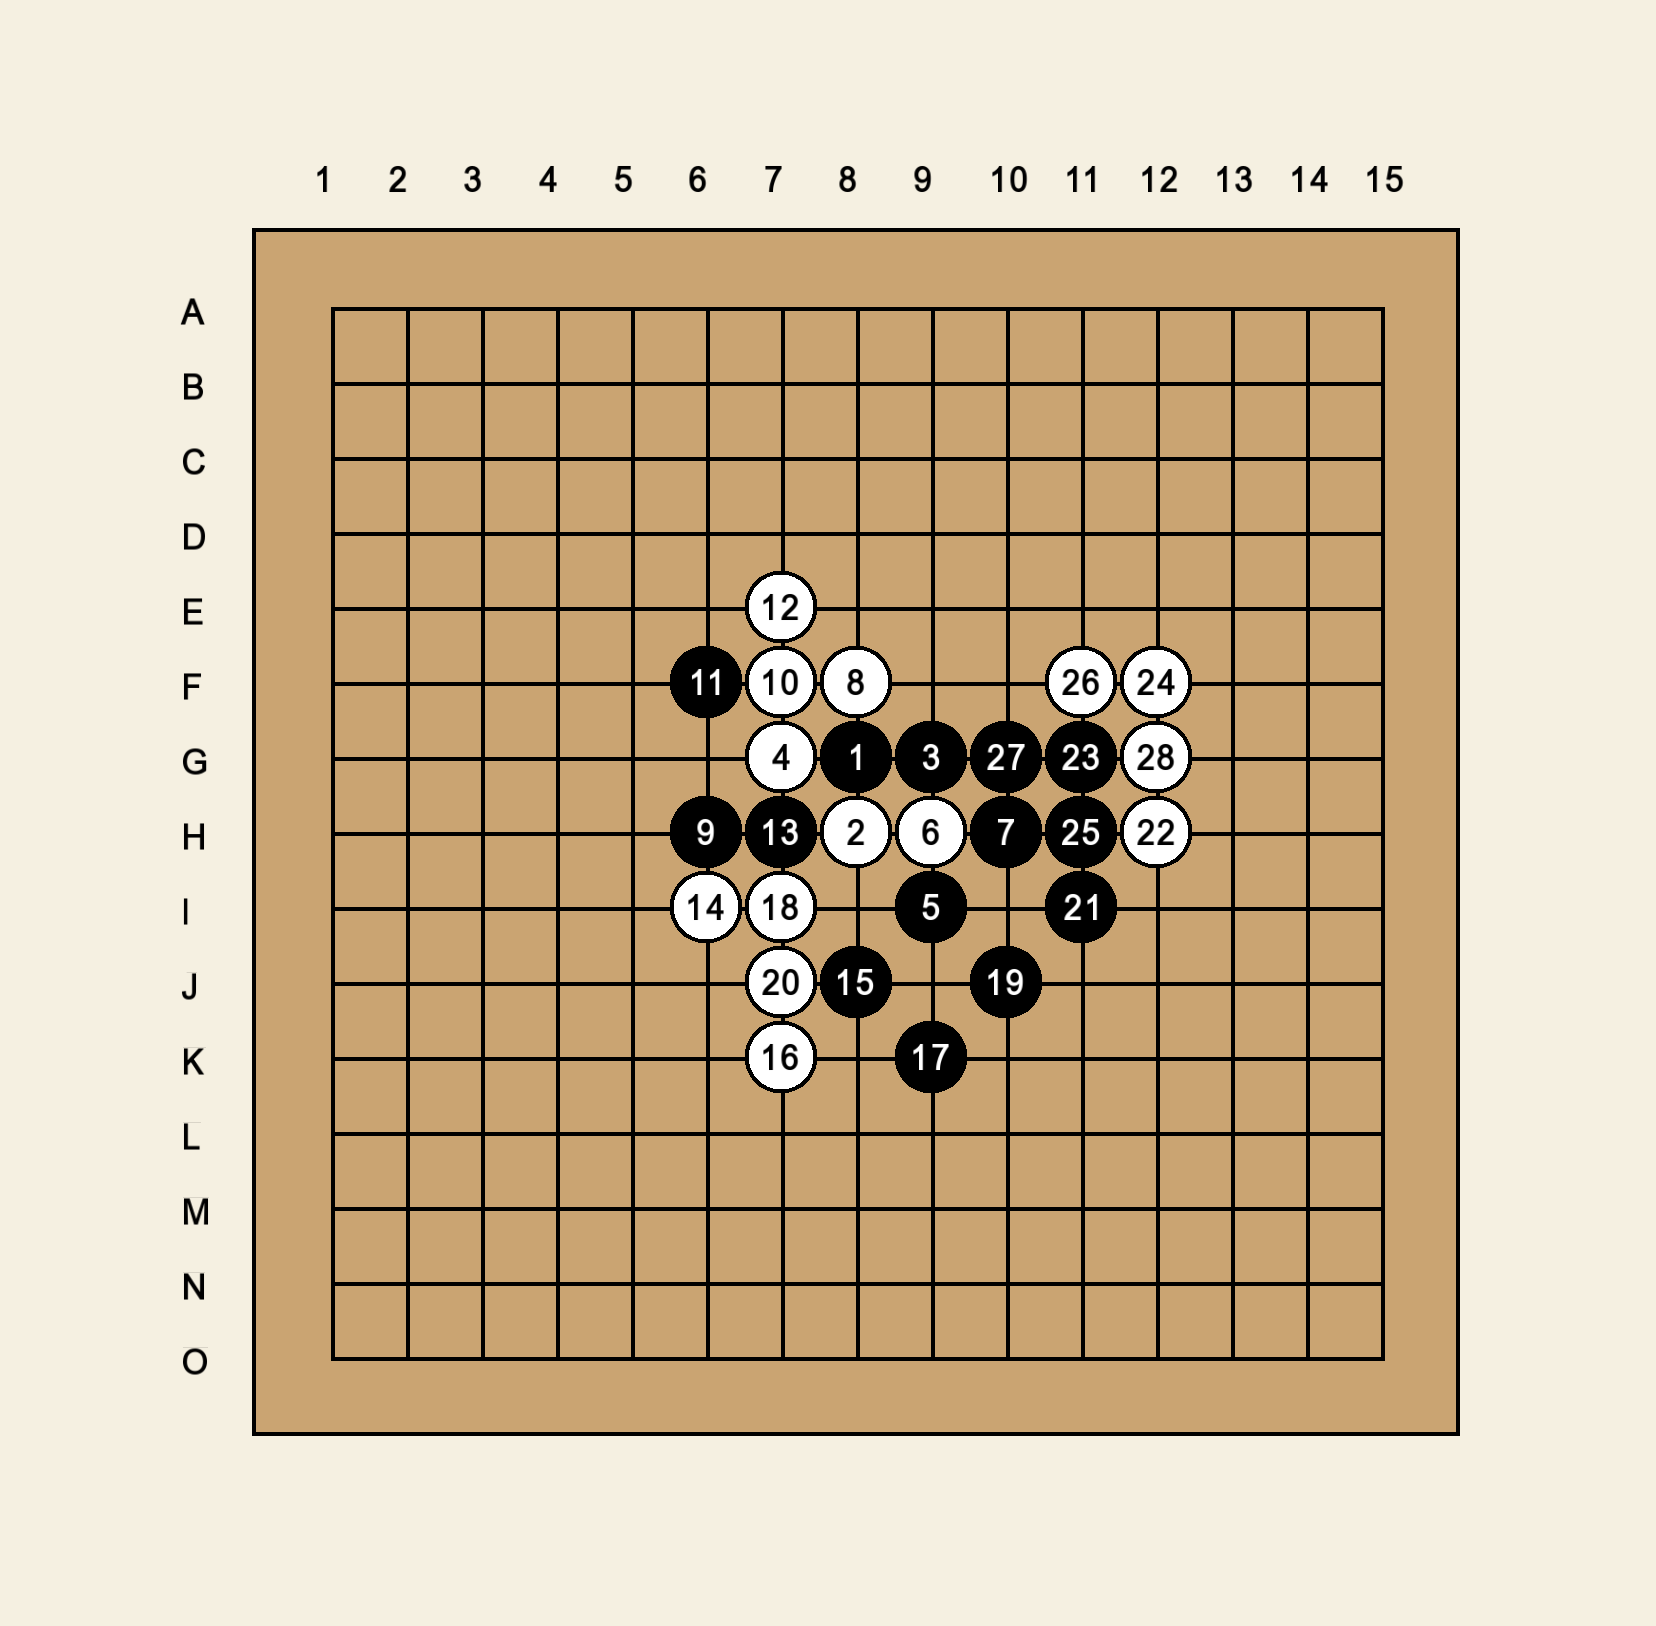 1 2 3 4 5 6 7 8 9 10 11 12 13 14 15
A
B
C
D
E 12
F 11 10 8 26 24
G 4 1 3 27 23 28
H 9 13 2 6 7 25 22
I 14 18 5 21
J 20 15 19
K 16 17
L
M
N
O